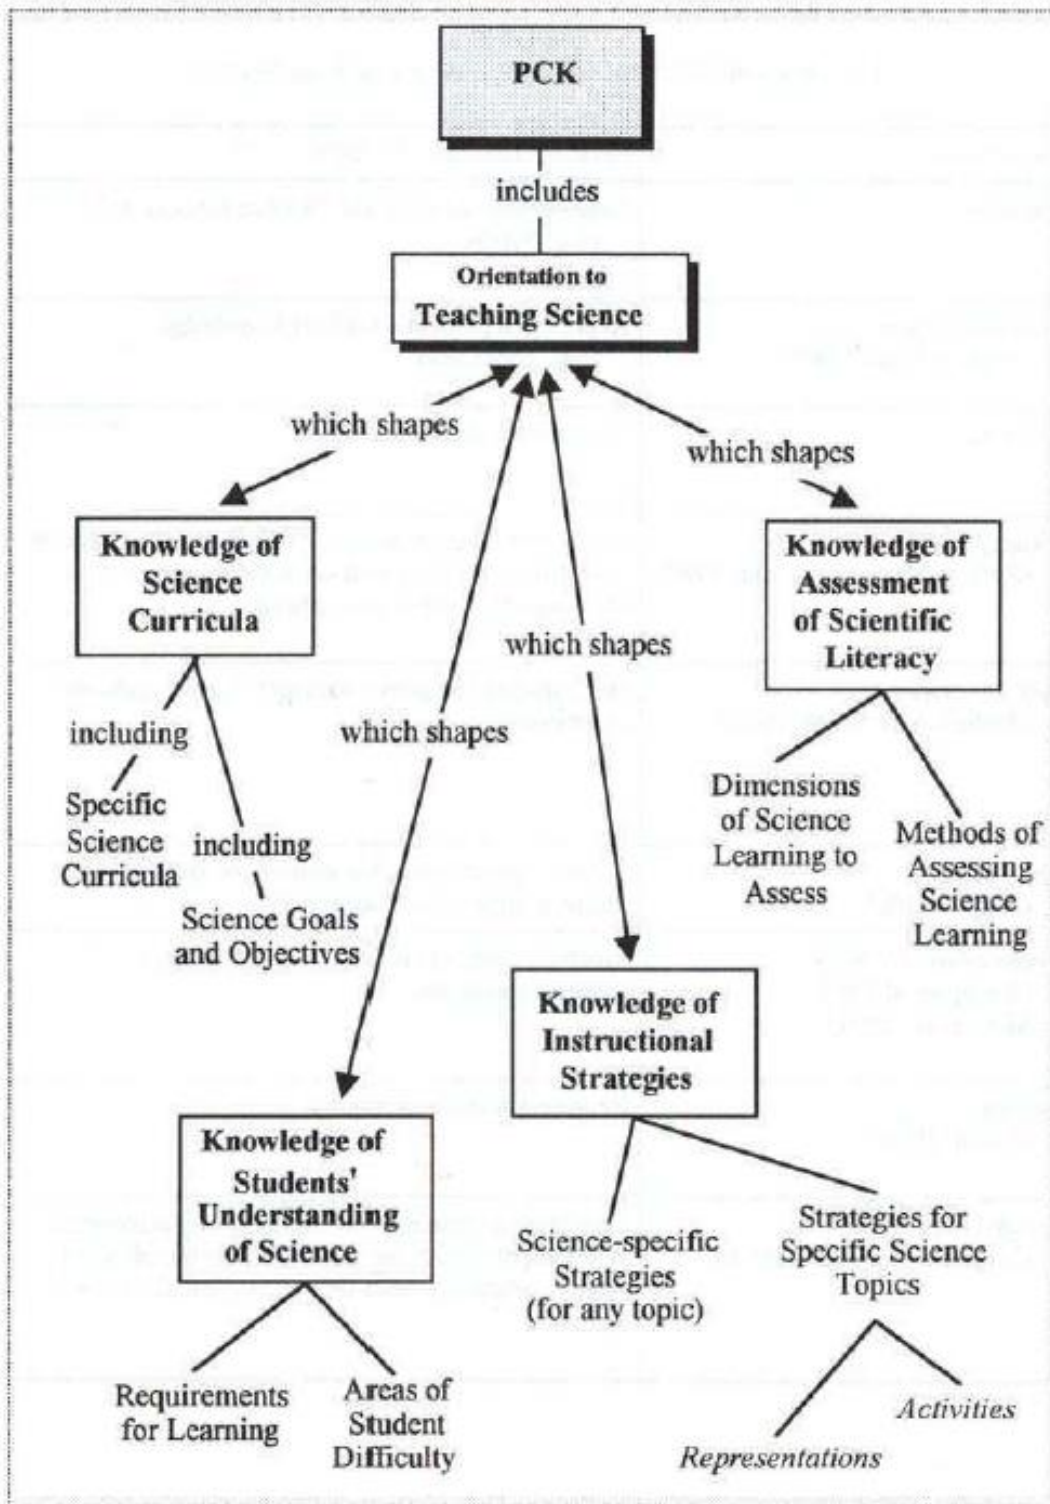 PCK
includes
Orientation to
Teaching Science
which shapes
which shapes
which shapes
which shapes
Knowledge of
Science
Curricula
including
Specific
Science
Curricula
including
Science Goals
and Objectives
Knowledge of
Assessment
of Scientific
Literacy
Dimensions
of Science
Learning to
Assess
Methods of
Assessing
Science
Learning
Knowledge of
Instructional
Strategies
Science-specific
Strategies
(for any topic)
Strategies for
Specific Science
Topics
Representations
Activities
Knowledge of
Students'
Understanding
of Science
Requirements
for Learning
Areas of
Student
Difficulty